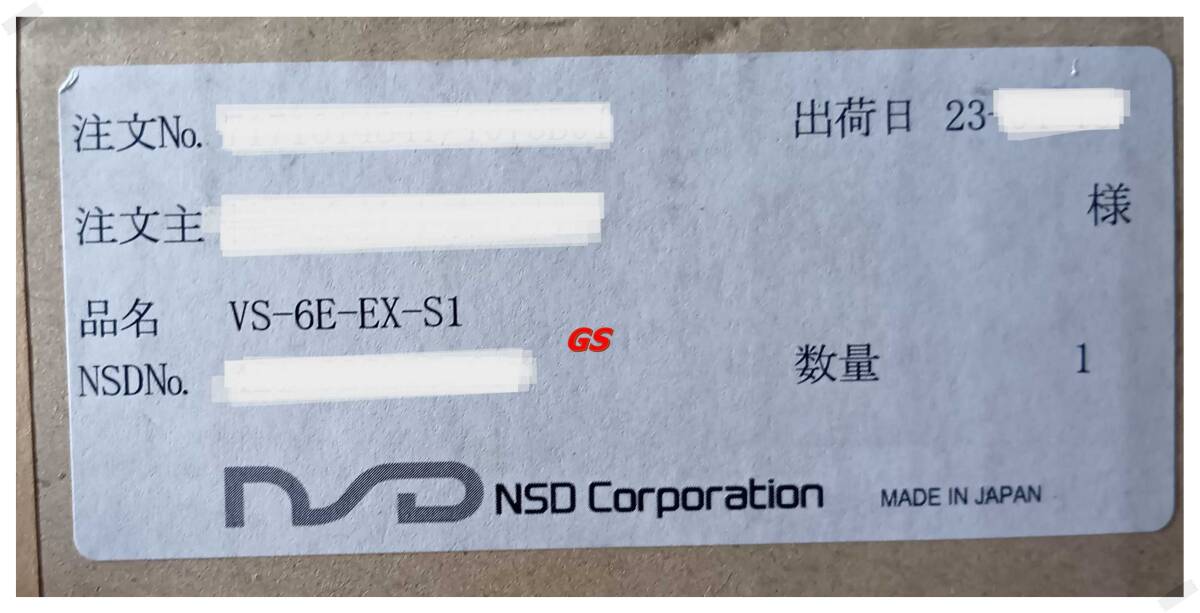 注文No.
出荷日 23-
注文主 様
品名 VS-6E-EX-S1
GS
NSDNo.
数量 1
NSD
NSD Corporation MADE IN JAPAN